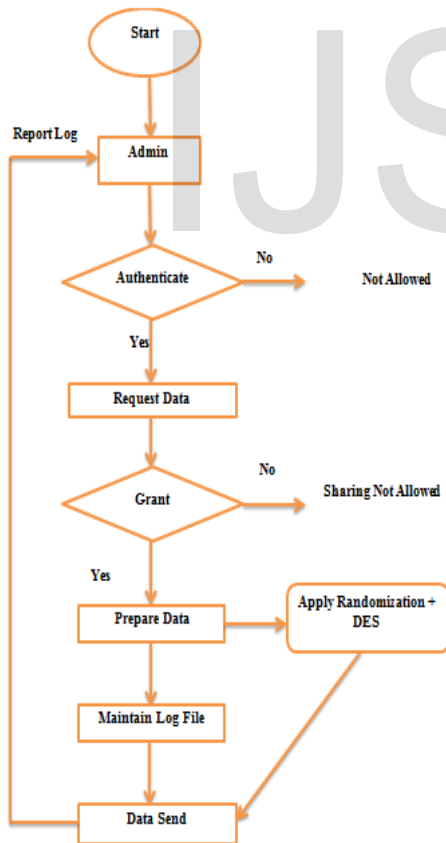 Start
IJS
Report Log
Admin
No
Authenticate
Not Allowed
Yes
Request Data
No
Grant
Sharing Not Allowed
Yes
Apply Randomization +
DES
Prepare Data
Maintain Log File
Data Send